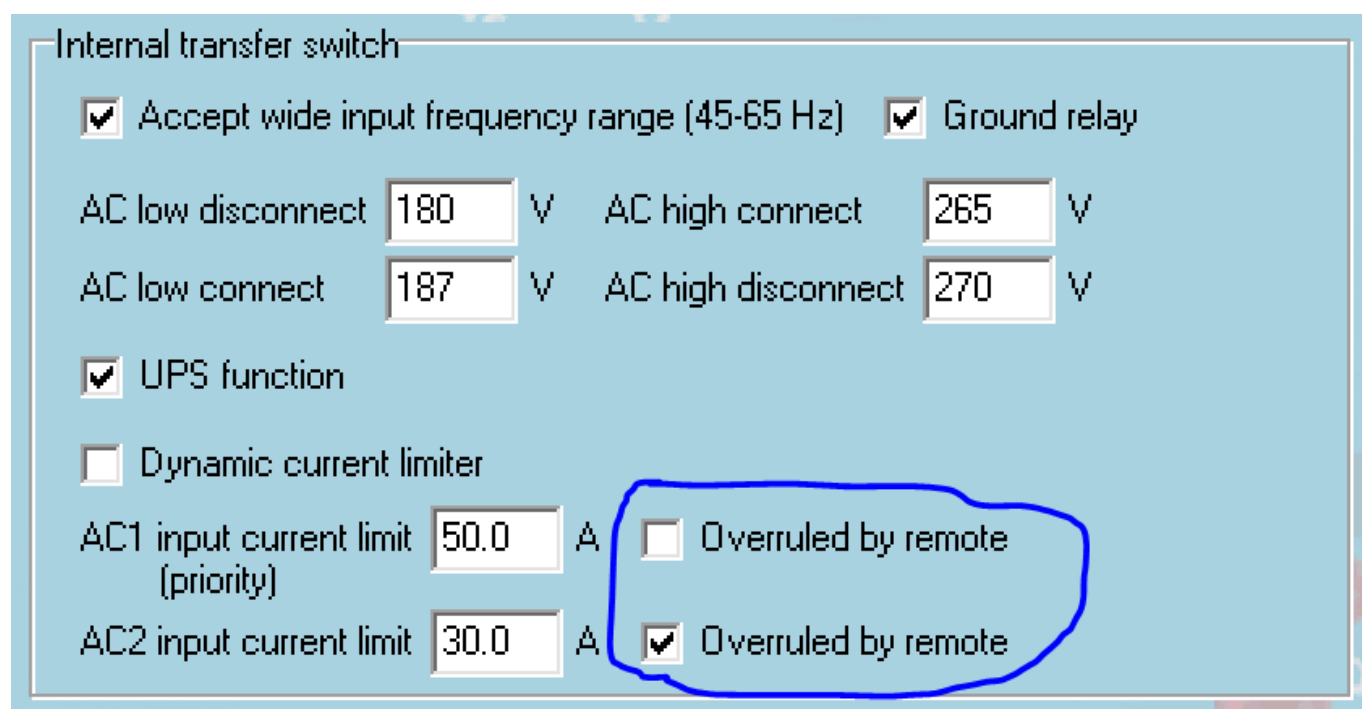 Internal transfer switch
Accept wide input frequency range (45-65 Hz) Ground relay
AC low disconnect 180 V AC high connect 265 V
AC low connect 187 V AC high disconnect 270 V
UPS function
Dynamic current limiter
AC1 input current limit 50.0 A Overruled by remote
(priority)
AC2 input current limit 30.0 A Overruled by remote